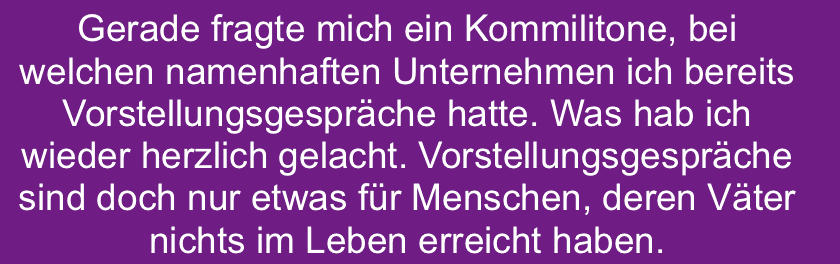 Gerade fragte mich ein Kommilitone, bei
welchen namenhaften Unternehmen ich bereits
Vorstellungsgespräche hatte. Was hab ich
wieder herzlich gelacht. Vorstellungsgespräche
sind doch nur etwas für Menschen, deren Väter
nichts im Leben erreicht haben.